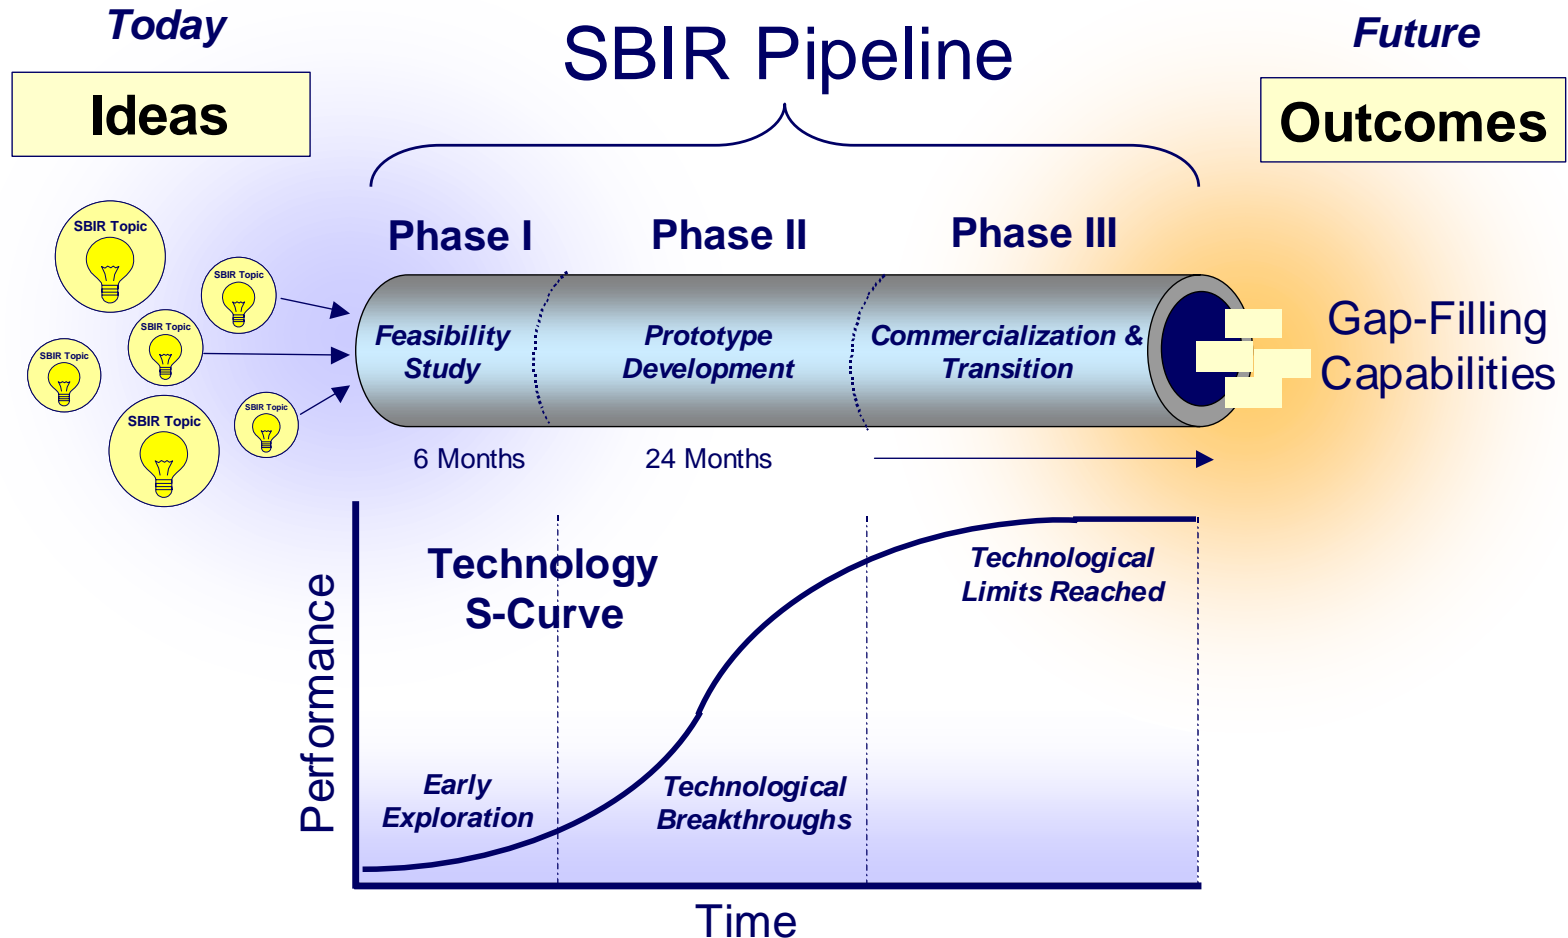 Today
SBIR Pipeline
Future
Ideas
Outcomes
SBIR Topic
SBIR Topic
SBIR Topic
SBIR Topic
SBIR Topic
SBIR Topic
Phase I
Phase II
Phase III
Feasibility
Study
Prototype
Development
Commercialization &
Transition
Gap-Filling
Capabilities
6 Months
24 Months
Technology
S-Curve
Technological
Limits Reached
Early
Exploration
Technological
Breakthroughs
Performance
Time